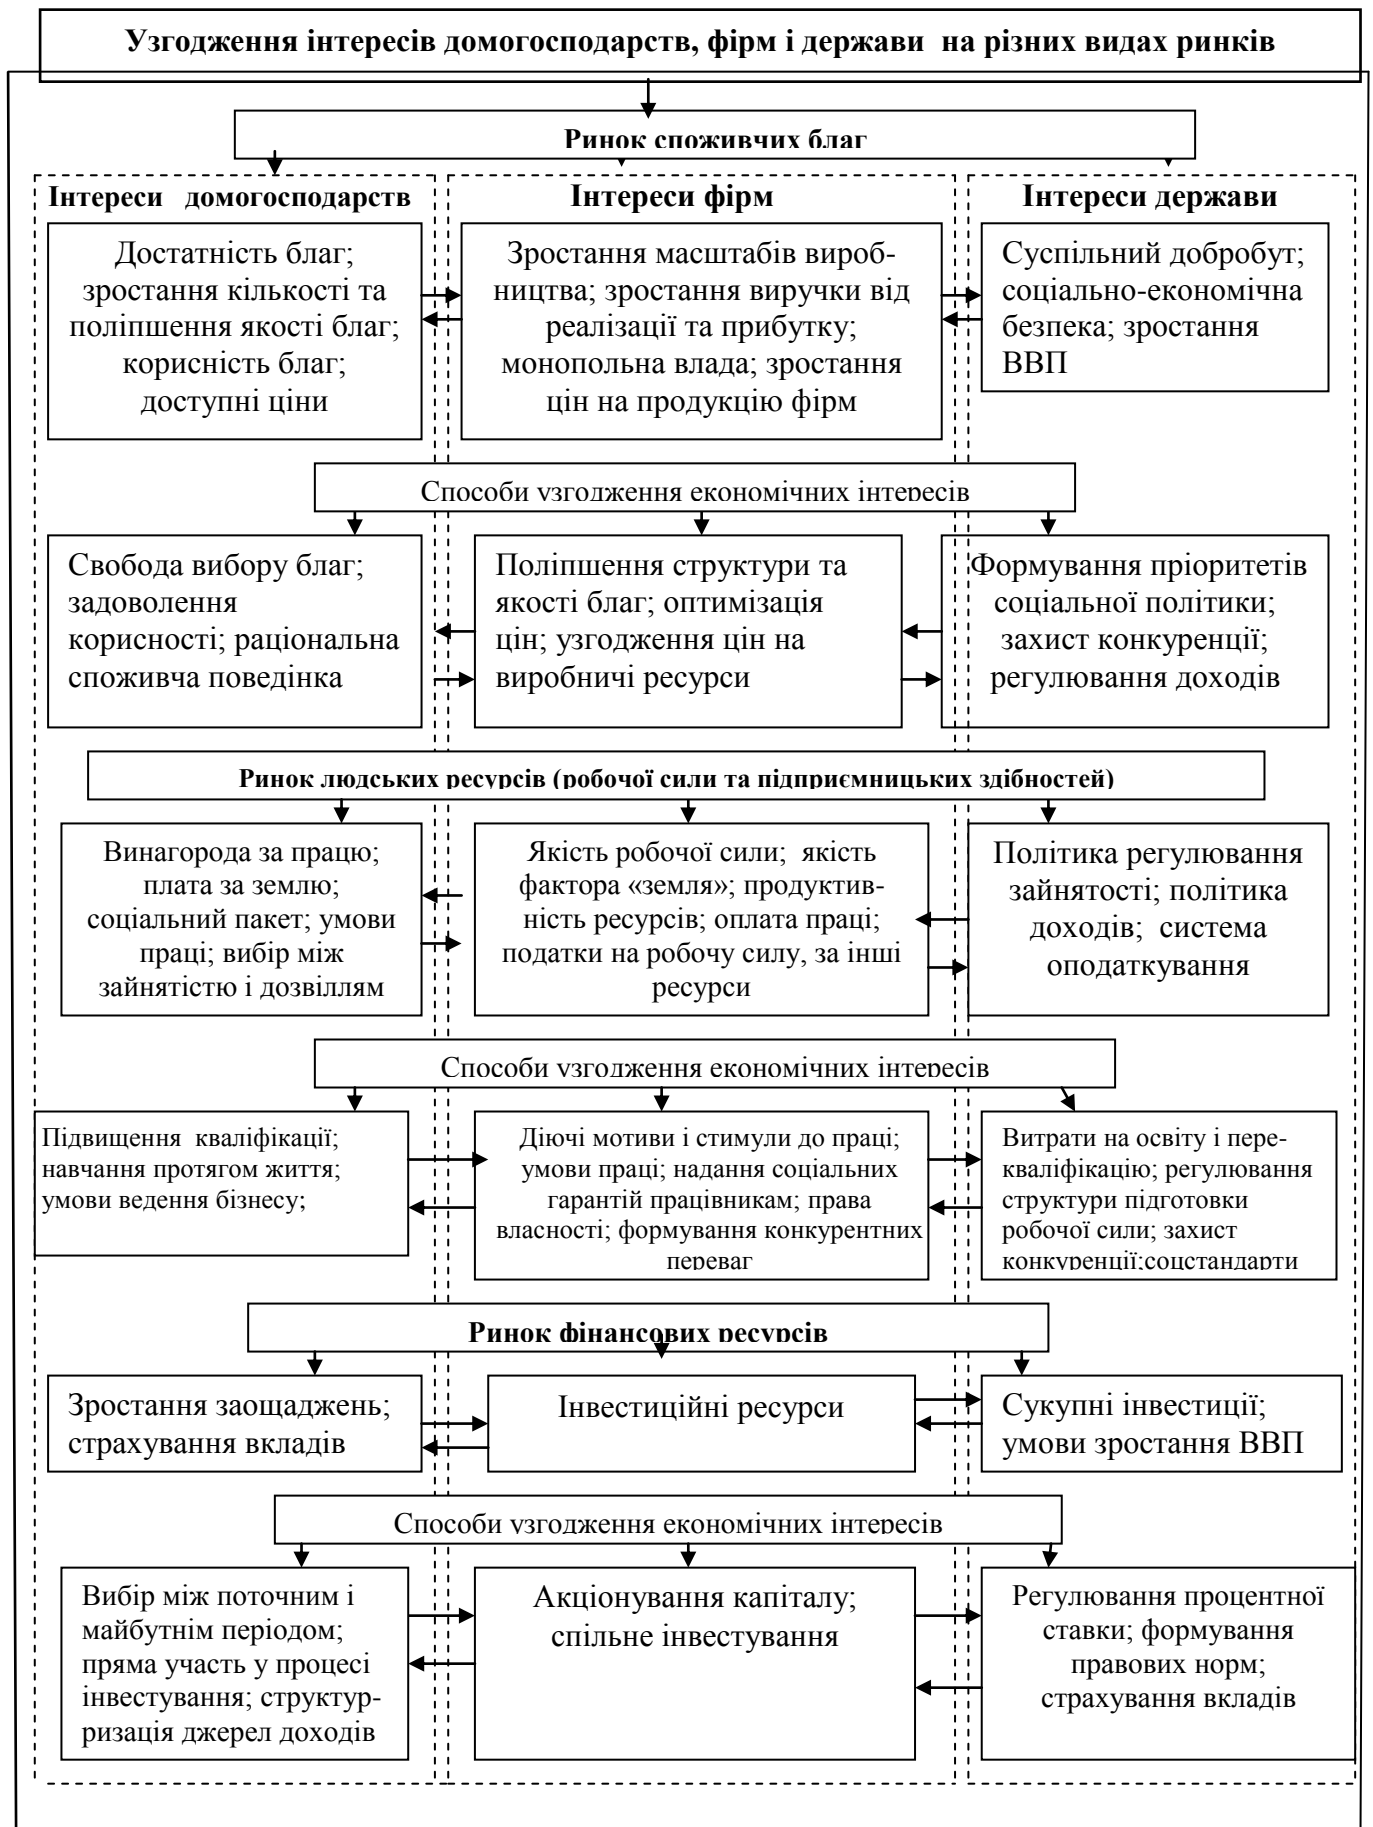 Узгодження інтересів домогосподарств, фірм і держави на різних видах ринків
Ринок споживчих благ
Інтереси домогосподарств
Інтереси фірм
Інтереси держави
Достатність благ;
зростання кількості та
поліпшення якості благ;
корисність благ;
доступні ціни
Зростання масштабів вироб-
ництва; зростання виручки від
реалізації та прибутку;
монопольна влада; зростання
цін на продукцію фірм
Суспільний добробут;
соціально-економічна
безпека; зростання
ВВП
Способи узгодження економічних інтересів
Свобода вибору благ;
задоволення
корисності; раціональна
споживча поведінка
Поліпшення структури та
якості благ; оптимізація
цін; узгодження цін на
виробничі ресурси
Формування пріоритетів
соціальної політики;
захист конкуренції;
регулювання доходів
Ринок людських ресурсів (робочої сили та підприємницьких здібностей)
Винагорода за працю;
плата за землю;
соціальний пакет; умови
праці; вибір між
зайнятістю і дозвіллям
Якість робочої сили; якість
фактора «земля»; продуктив-
ність ресурсів; оплата праці;
податки на робочу силу, за інші
ресурси
Політика регулювання
зайнятості; політика
доходів; система
оподаткування
Способи узгодження економічних інтересів
Підвищення кваліфікації;
навчання протягом життя;
умови ведення бізнесу;
Діючі мотиви і стимули до праці;
умови праці; надання соціальних
гарантій працівникам; права
власності; формування конкурентних
переваг
Витрати на освіту і пере-
кваліфікацію; регулювання
структури підготовки
робочої сили; захист
конкуренції;соцстандарти
Ринок фінансових ресурсів
Зростання заощаджень;
страхування вкладів
Інвестиційні ресурси
Сукупні інвестиції;
умови зростання ВВП
Способи узгодження економічних інтересів
Вибір між поточним і
майбутнім періодом;
пряма участь у процесі
інвестування; структур-
ризація джерел доходів
Акціонування капіталу;
спільне інвестування
Регулювання процентної
ставки; формування
правових норм;
страхування вкладів